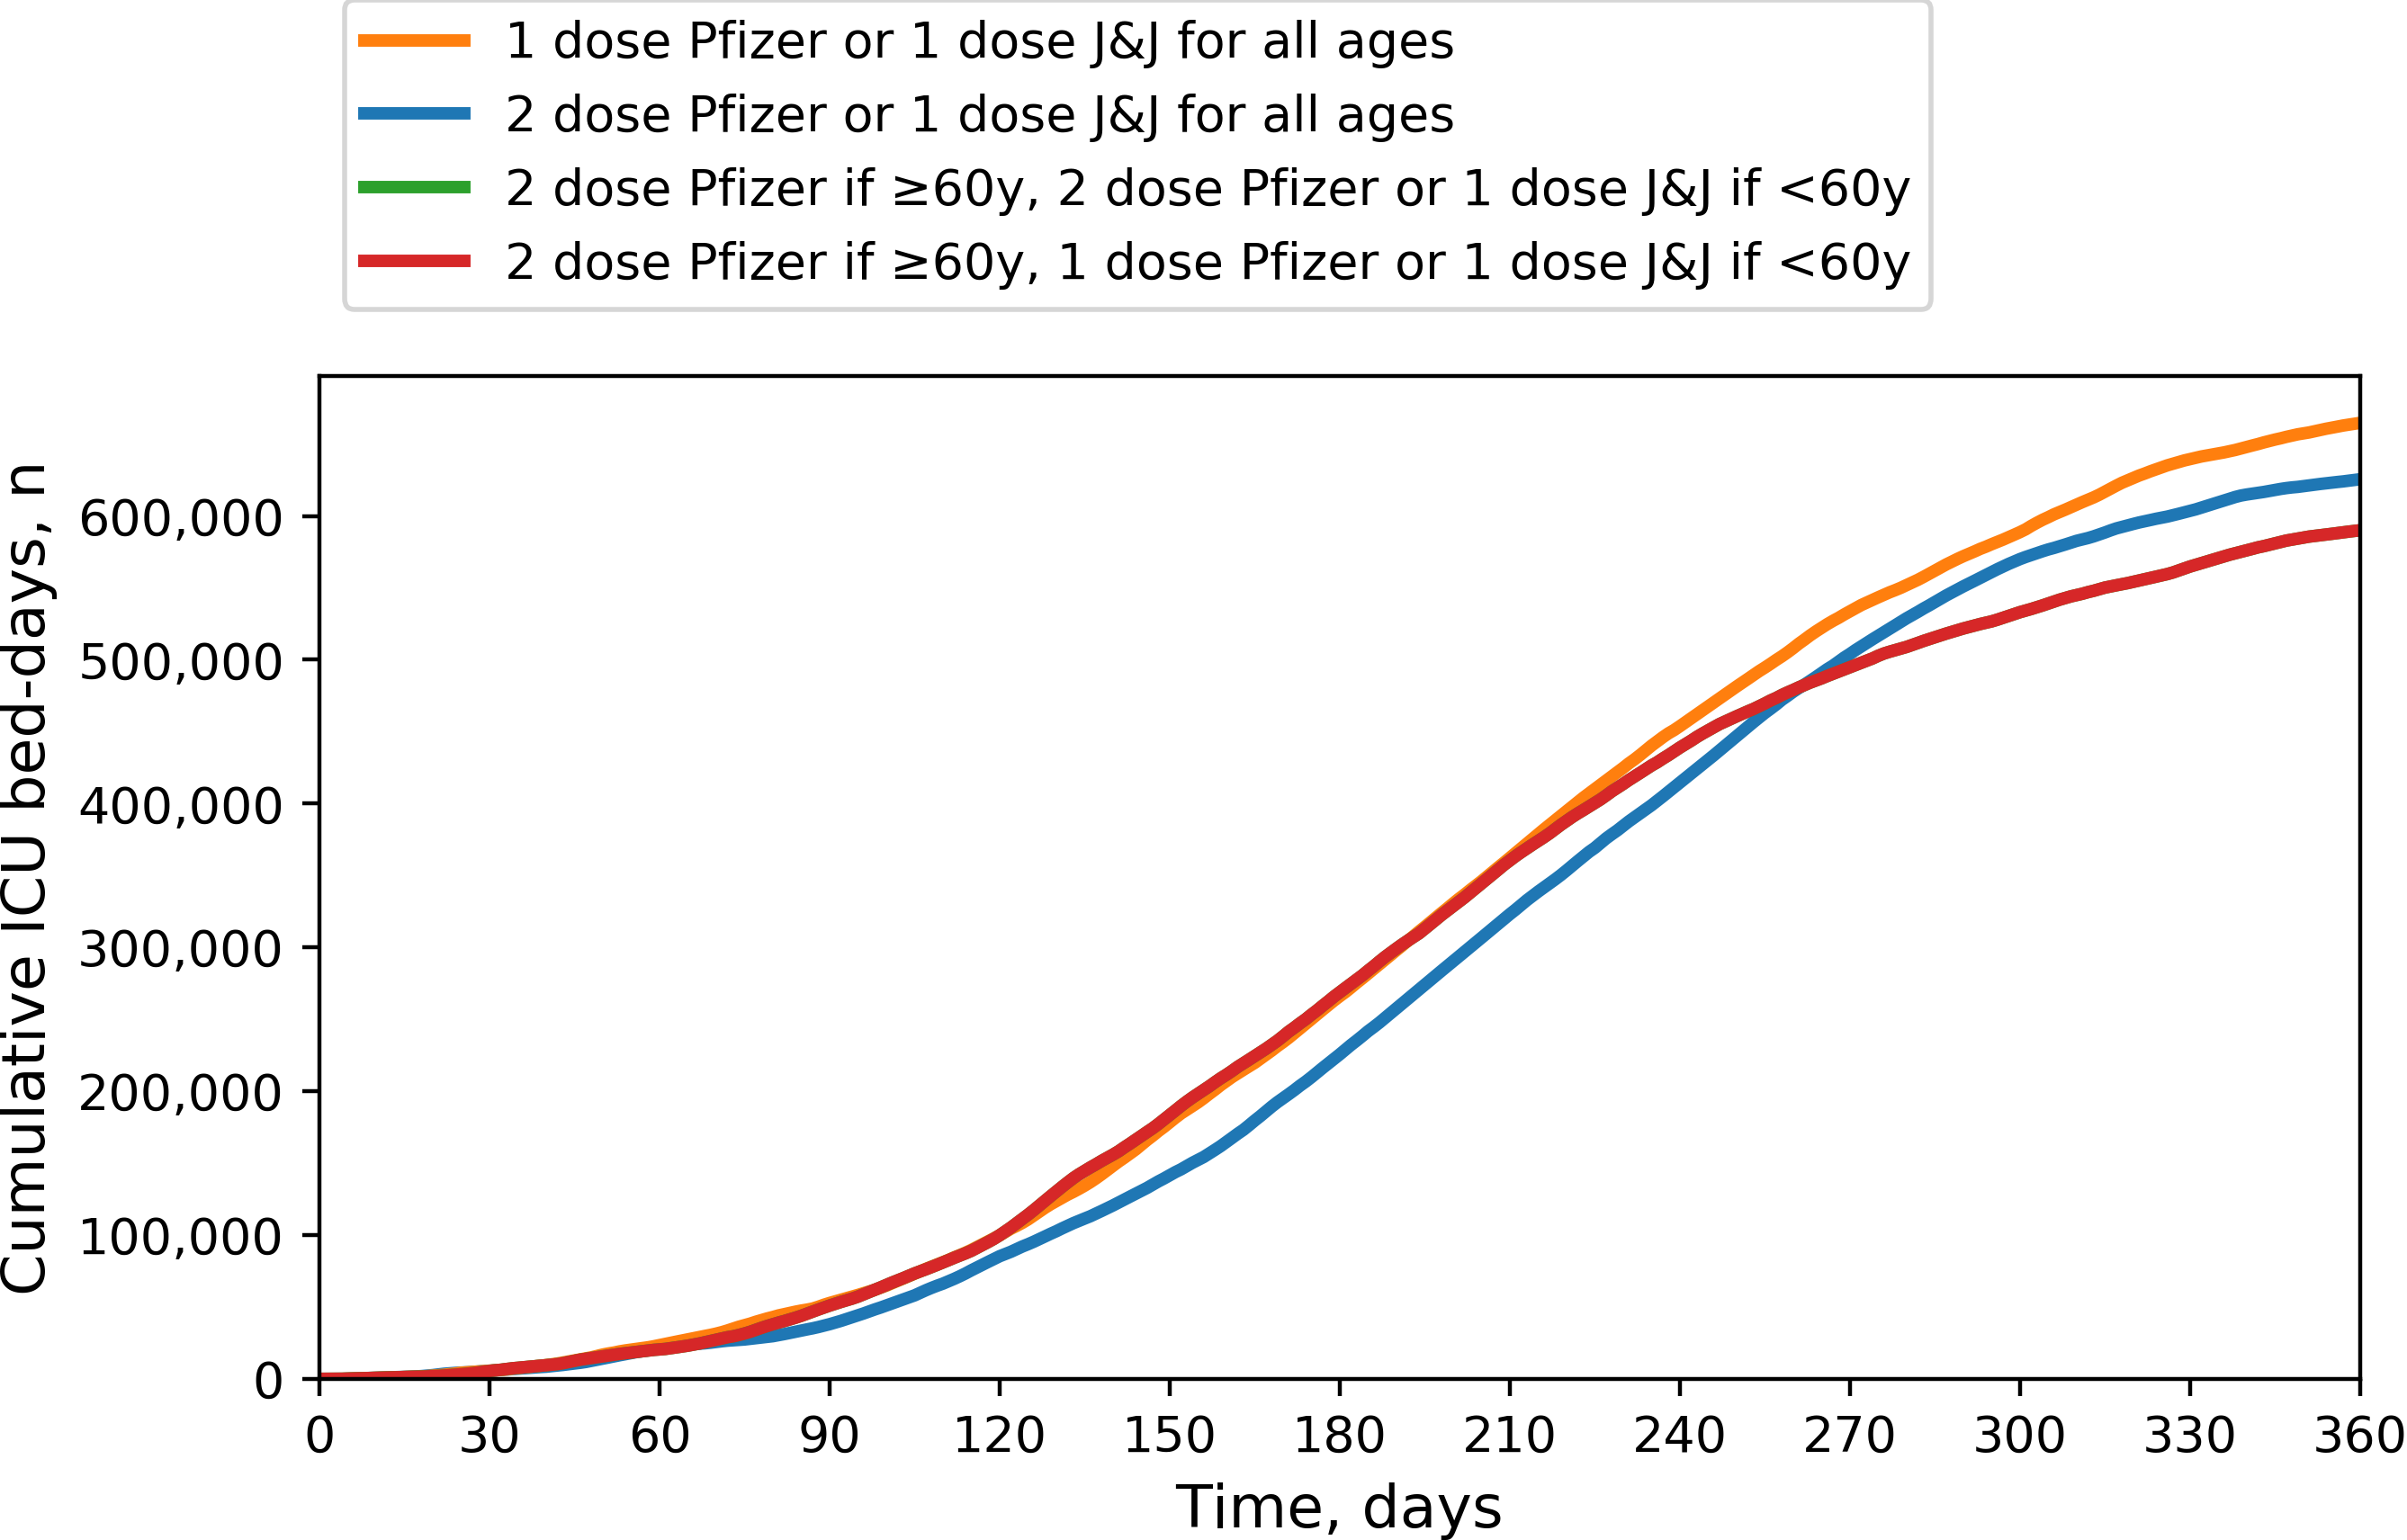 1 dose Pfizer or 1 dose J&J for all ages
2 dose Pfizer or 1 dose J&J for all ages
2 dose Pfizer if ≥60y, 2 dose Pfizer or 1 dose J&J if <60y
2 dose Pfizer if ≥60y, 1 dose Pfizer or 1 dose J&J if <60y
Cumulative ICU bed-days, n
600,000
500,000
400,000
300,000
200,000
100,000
0
0 30 60 90 120 150 180 210 240 270 300 330 360
Time, days